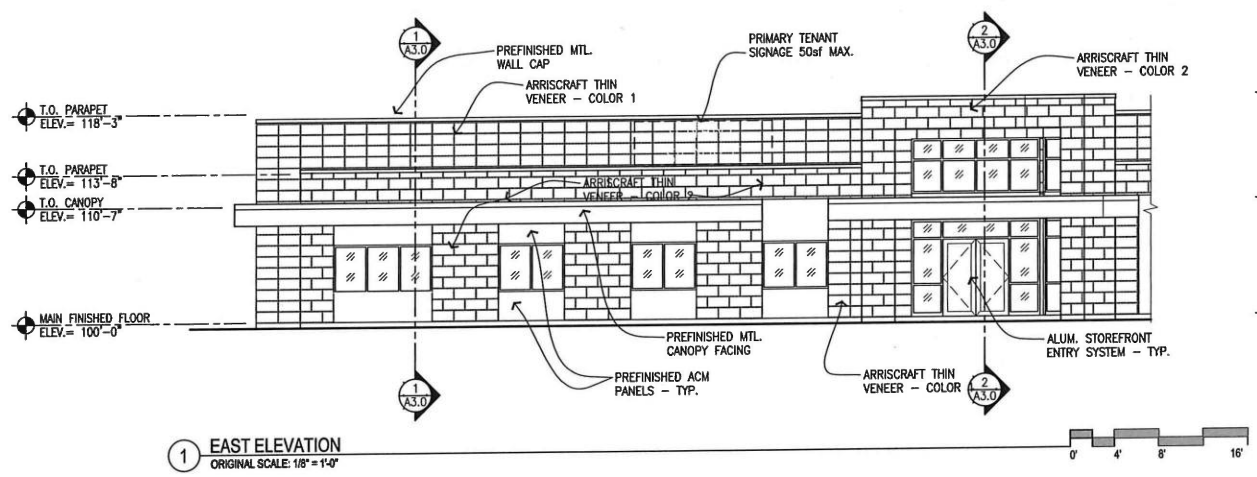 1
A3.0
2
A3.0
PREFINISHED MTL.
WALL CAP
PRIMARY TENANT
SIGNAGE 50sf MAX.
ARRISCRAFT THIN
VENEER – COLOR 2
ARRISCRAFT THIN
VENEER – COLOR 1
T.O. PARAPET
ELEV.= 118'-3"
T.O. PARAPET
ELEV.= 113'-8"
ARRISCRAFT THIN
VENEER – COLOR 2
T.O. CANOPY
ELEV.= 110'-7"
MAIN FINISHED FLOOR
ELEV.= 100'-0"
PREFINISHED MTL.
CANOPY FACING
ALUM. STOREFRONT
ENTRY SYSTEM – TYP.
PREFINISHED ACM
PANELS – TYP.
ARRISCRAFT THIN
VENEER – COLOR
1
A3.0
2
A3.0
1
EAST ELEVATION
ORIGINAL SCALE: 1/8" = 1'-0"
0' 4' 8' 16'